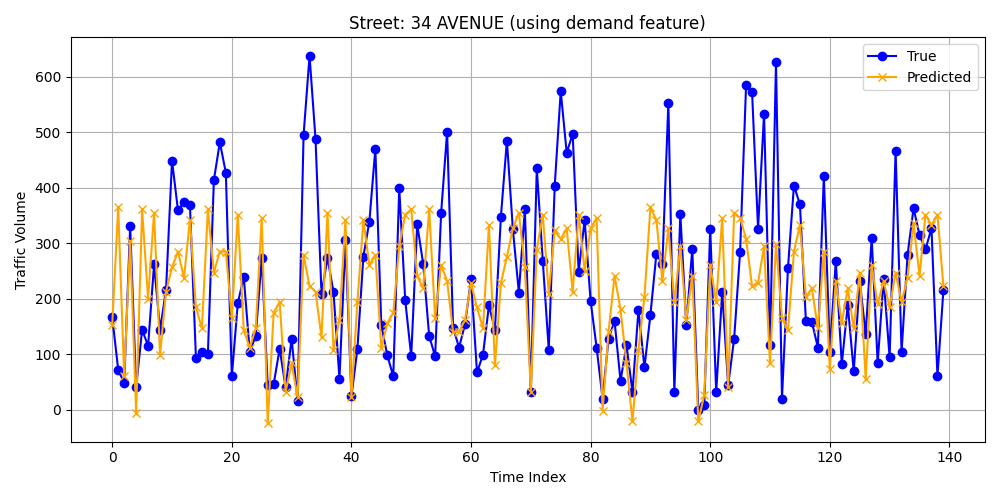 Street: 34 AVENUE (using demand feature)
True
Predicted
Traffic Volume
600
500
400
300
200
100
0
0 20 40 60 80 100 120 140
Time Index